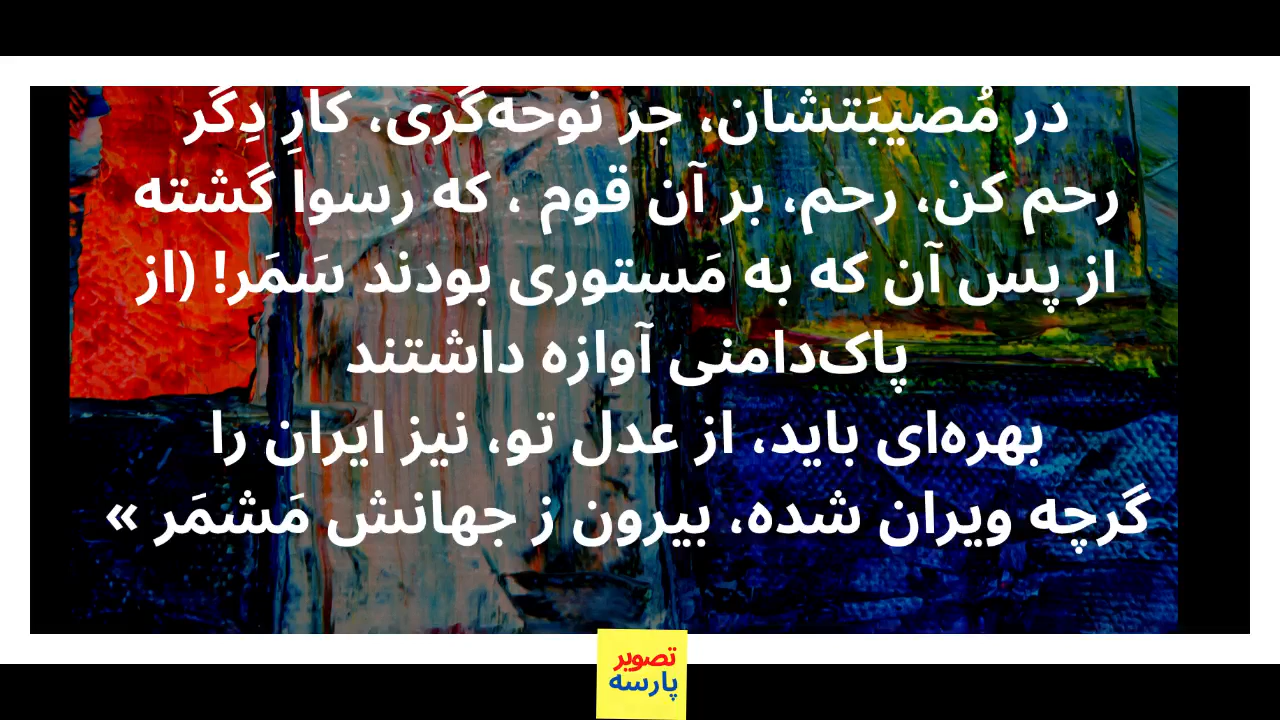 در مُصیبَتشان، جز نوحه‌گری، کارِ دِگر
رحم کن، رحم، بر آن قوم ، که رسوا گشته
از پس آن که به مَستوری بودند سَمَر! (از
پاک‌دامنی آوازه داشتند
بهره‌ای باید، از عدل تو، نیز ایران را
گرچه ویران شده، بیرون ز جهانش مَشمَر »
تصویر
پارسه